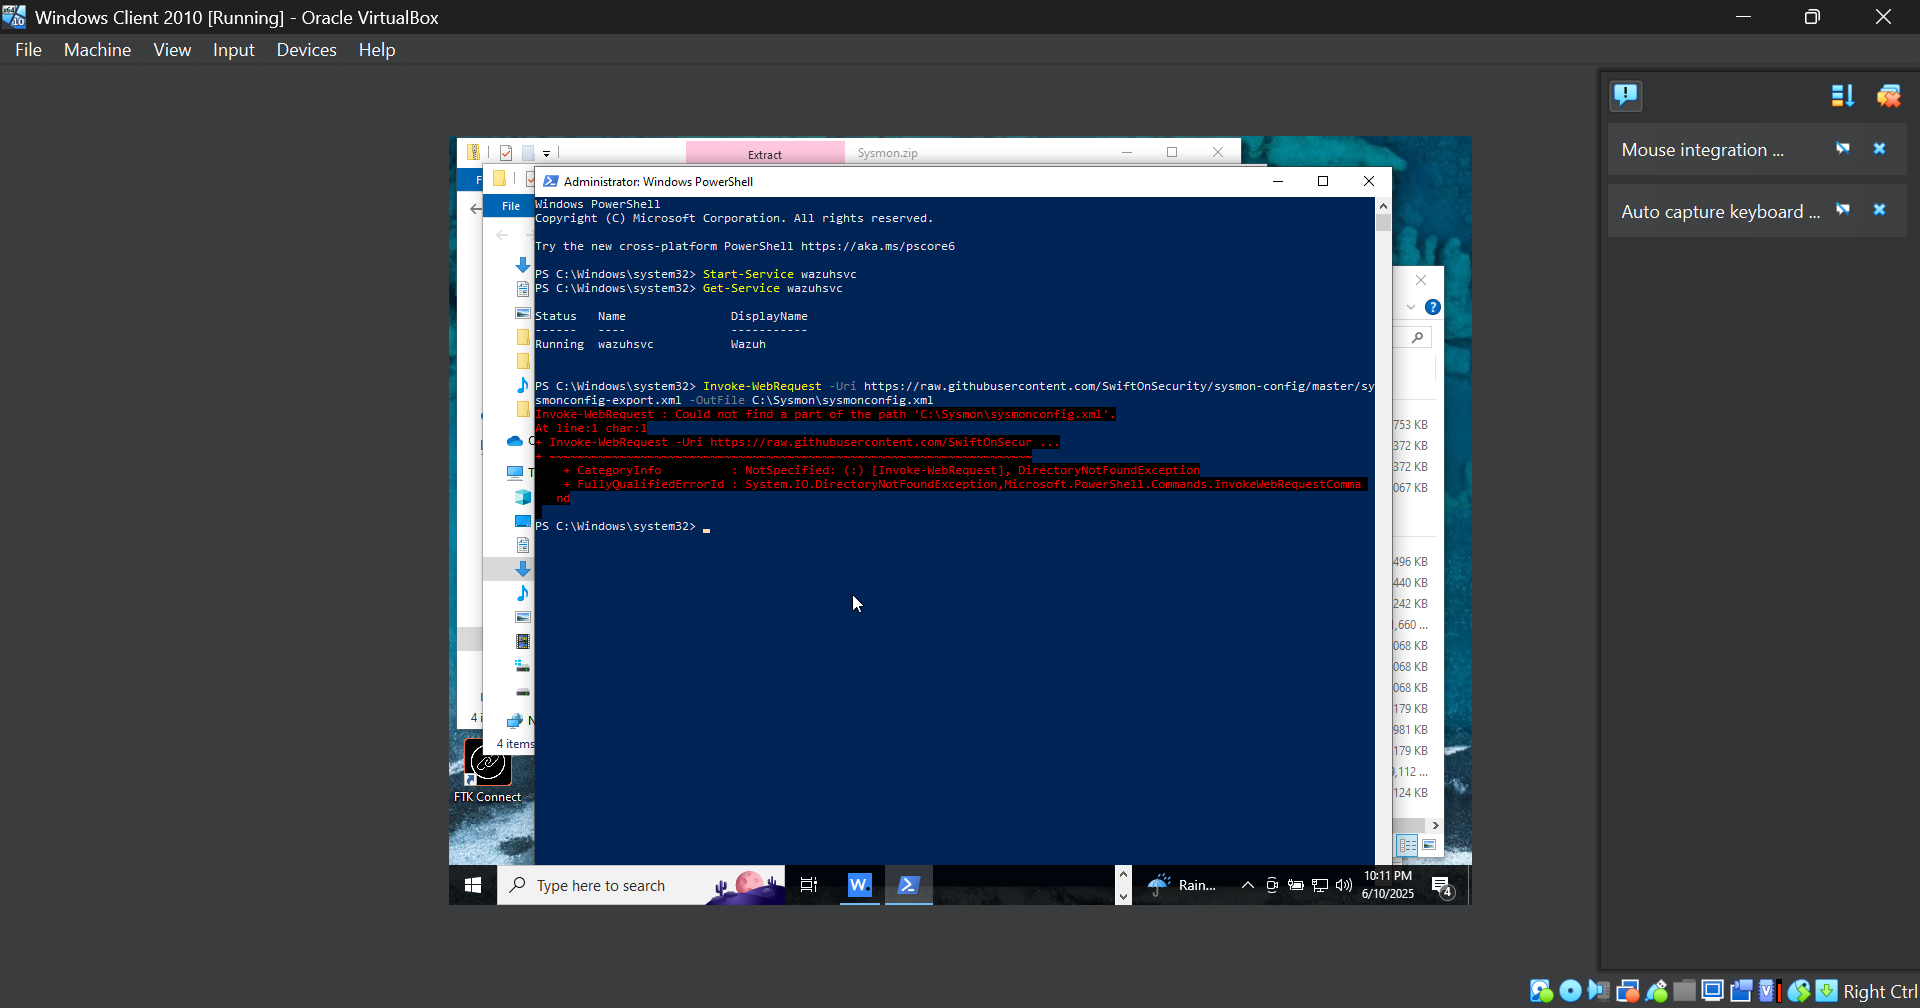 Windows Client 2010 [Running] - Oracle VirtualBox
File Machine View Input Devices Help
Mouse integration ...
Auto capture keyboard ...
Extract
Sysmon.zip
File
Administrator: Windows PowerShell
Windows PowerShell
Copyright (C) Microsoft Corporation. All rights reserved.
Try the new cross-platform PowerShell https://aka.ms/pscore6
PS C:\Windows\system32> Start-Service wazuhsvc
PS C:\Windows\system32> Get-Service wazuhsvc
Status Name DisplayName
------ ---- -----------
Running wazuhsvc Wazuh
PS C:\Windows\system32> Invoke-WebRequest -Uri https://raw.githubusercontent.com/SwiftOnSecurity/sysmon-config/master/sy
smonconfig-export.xml -OutFile C:\Sysmon\sysmonconfig.xml
Invoke-WebRequest : Could not find a part of the path 'C:\Sysmon\sysmonconfig.xml'.
At line:1 char:1
+ Invoke-WebRequest -Uri https://raw.githubusercontent.com/SwiftOnSecur ...
+ ~~~~~~~~~~~~~~~~~~~~~~~~~~~~~~~~~~~~~~~~~~~~~~~~~~~~~~~~~~~~~~~~~~~~~
+ CategoryInfo : NotSpecified: (:) [Invoke-WebRequest], DirectoryNotFoundException
+ FullyQualifiedErrorId : System.IO.DirectoryNotFoundException,Microsoft.PowerShell.Commands.InvokeWebRequestComma
nd
PS C:\Windows\system32>
753 KB
372 KB
372 KB
067 KB
496 KB
440 KB
242 KB
,660 ...
068 KB
068 KB
068 KB
179 KB
981 KB
179 KB
,112 ...
124 KB
4 i
4 items
FTK Connect
Type here to search
W.
Rain...
10:11 PM
6/10/2025
4
Right Ctrl